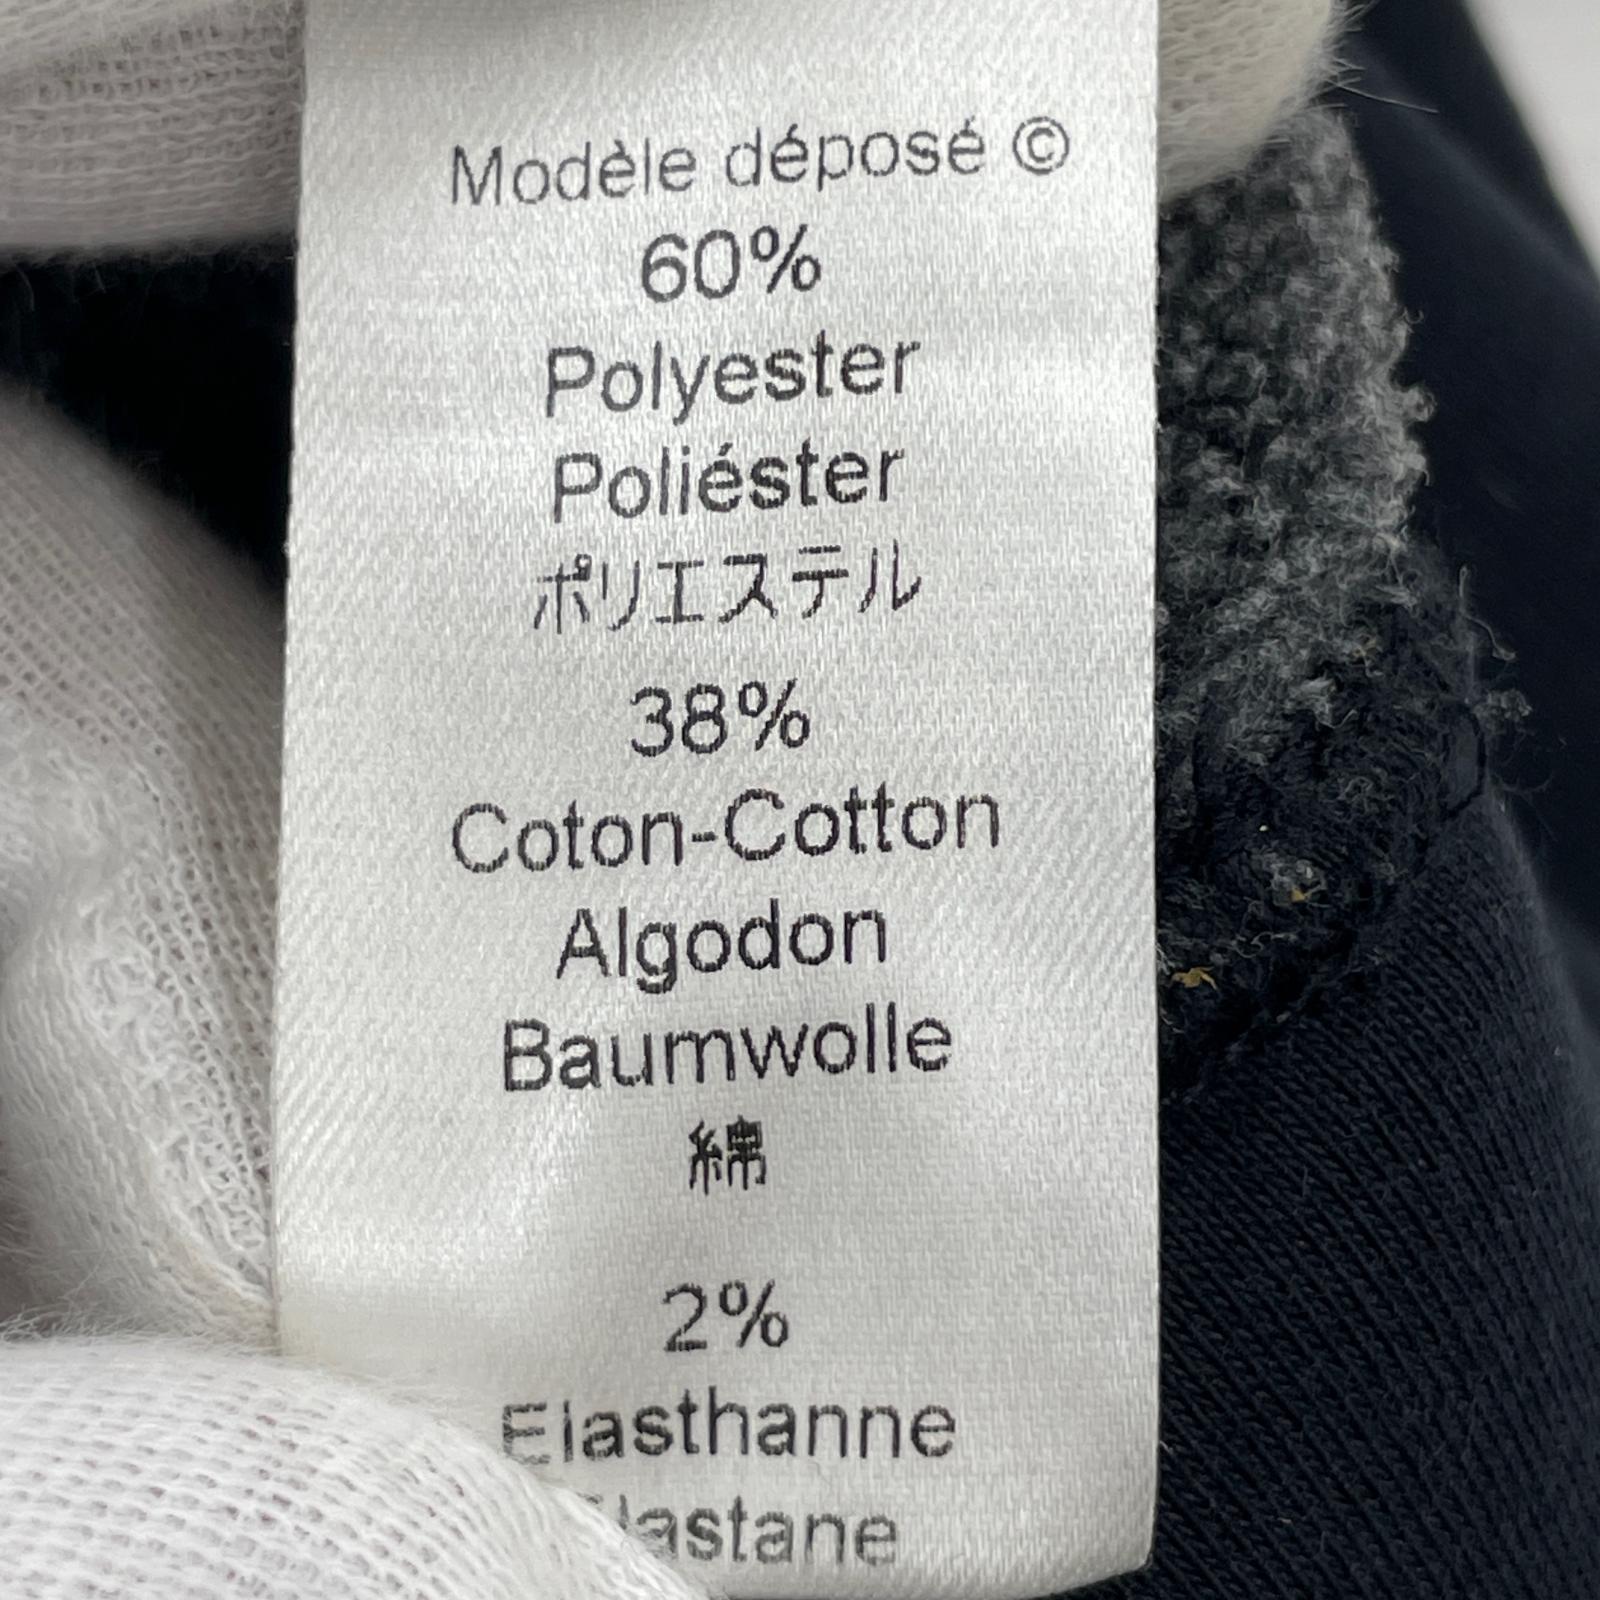 Modèle déposé ©
60%
Polyester
Poliéster
ポリエステル
38%
Coton-Cotton
Algodon
Baumwolle
綿
2%
Elasthanne
Elastane